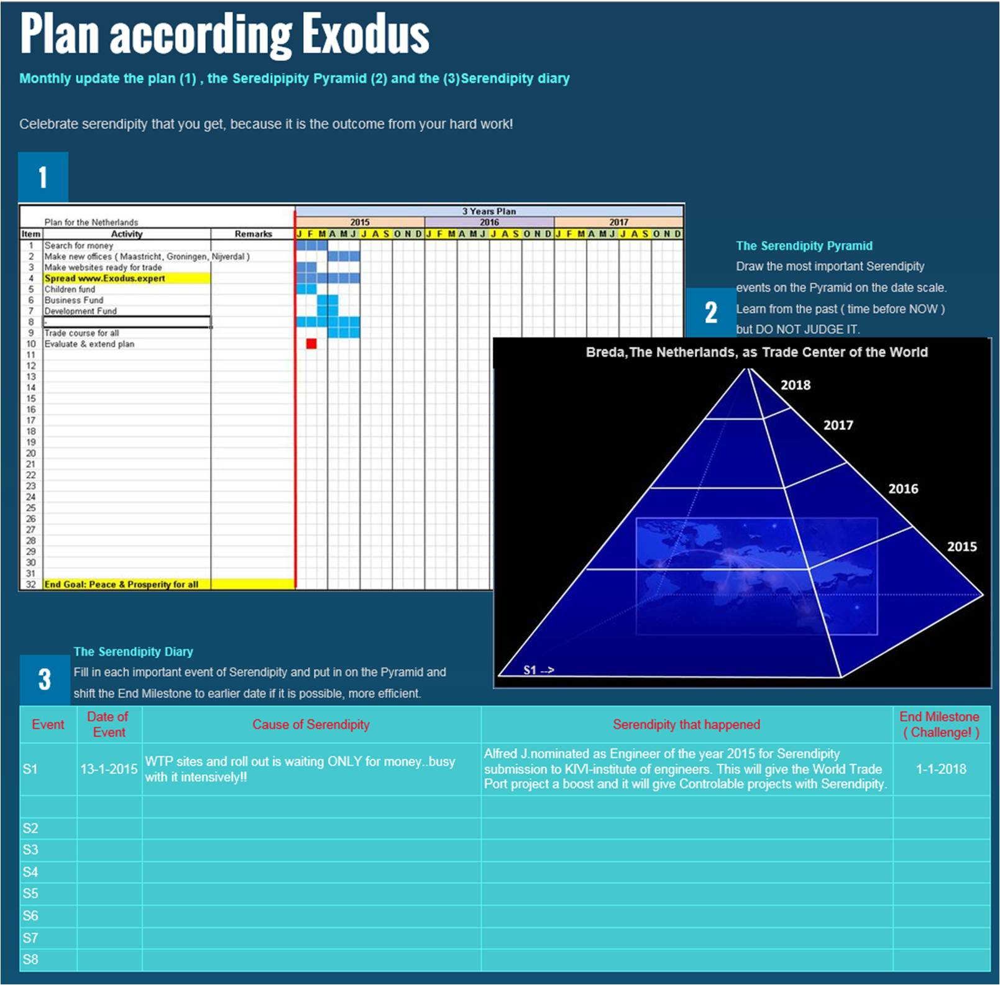 Plan according Exodus
Monthly update the plan (1) , the Seredipipity Pyramid (2) and the (3)Serendipity diary
Celebrate serendipity that you get, because it is the outcome from your hard work!
1
3 Years Plan
Plan for the Netherlands 2015 2016 2017
Item Activity Remarks J F M A M J J A S O N D J F M A M J J A S O N D J F M A M J J A S O N D
1 Search for money
2 Make new offices ( Maastricht, Groningen, Nijverdal )
3 Make websites ready for trade
4 Spread www.Exodus.expert
5 Children fund
6 Business Fund
7 Development Fund
8 -
9 Trade course for all
10 Evaluate & extend plan
11
12
13
14
15
16
17
18
19
20
21
22
23
24
25
26
27
28
29
30
31
32 End Goal: Peace & Prosperity for all
2
The Serendipity Pyramid
Draw the most important Serendipity
events on the Pyramid on the date scale.
Learn from the past ( time before NOW )
but DO NOT JUDGE IT.
Breda,The Netherlands, as Trade Center of the World
2018
2017
2016
2015
S1 -->
3
The Serendipity Diary
Fill in each important event of Serendipity and put in on the Pyramid and
shift the End Milestone to earlier date if it is possible, more efficient.
Event
Date of
Event
Cause of Serendipity
Serendipity that happened
End Milestone
( Challenge! )
S1
13-1-2015
WTP sites and roll out is waiting ONLY for money..busy
with it intensively!!
Alfred J.nominated as Engineer of the year 2015 for Serendipity
submission to KIVI-institute of engineers. This will give the World Trade
Port project a boost and it will give Controlable projects with Serendipity.
1-1-2018
S2
S3
S4
S5
S6
S7
S8